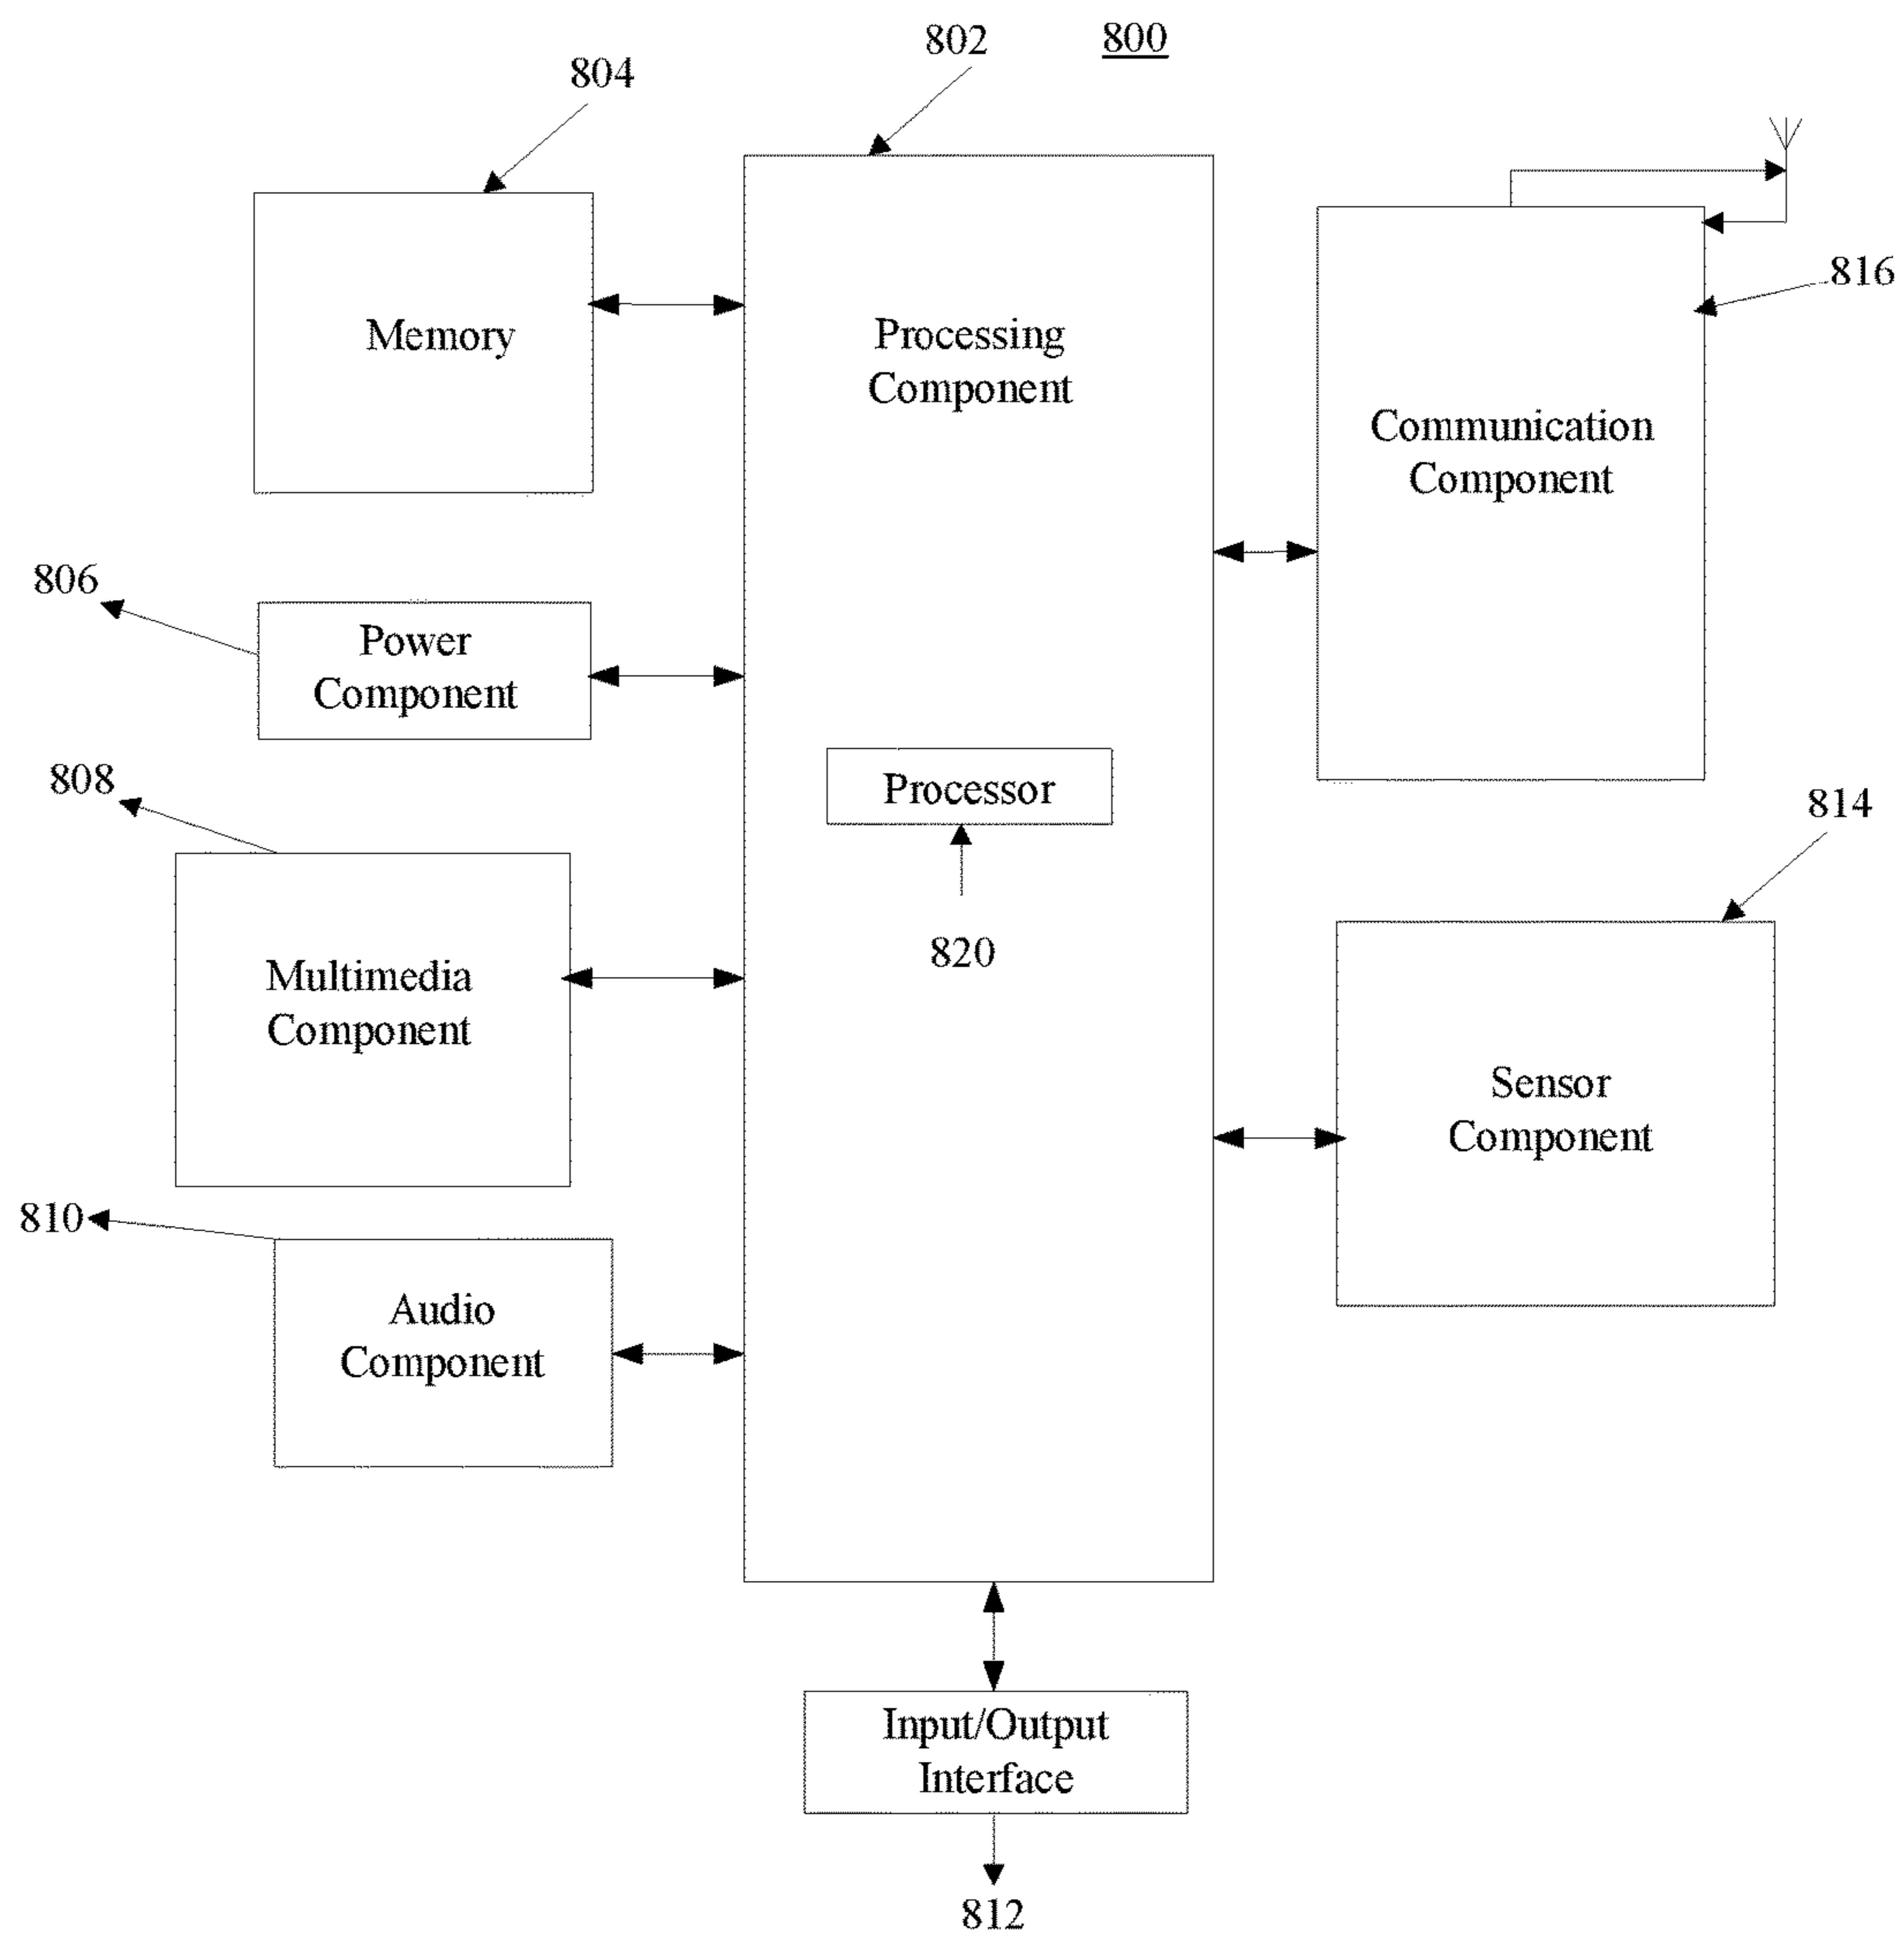 802
800
804
816
Memory
Processing
Component
Communication
Component
806
Power
Component
808
Processor
814
820
Multimedia
Component
Sensor
Component
810
Audio
Component
Input/Output
Interface
812